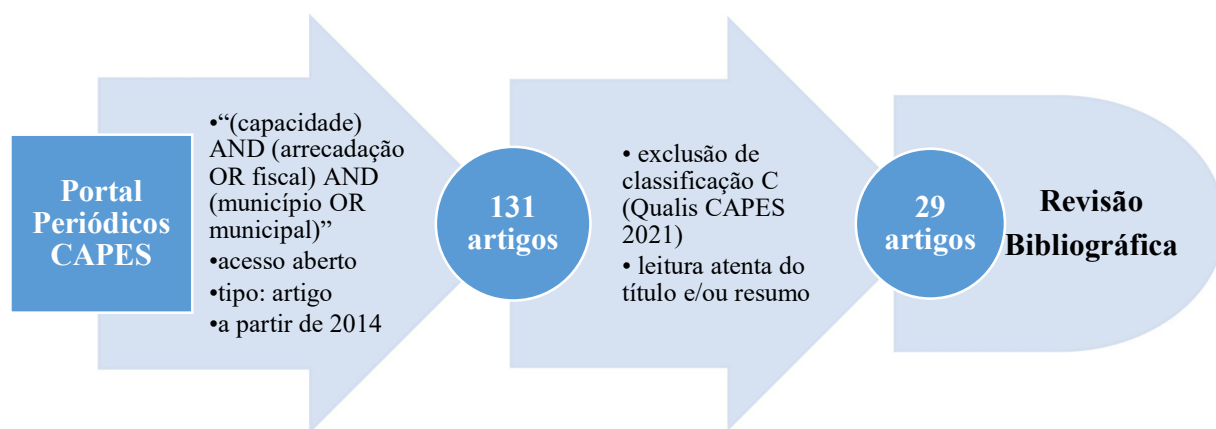 Portal
Periódicos
CAPES
•“(capacidade)
AND (arrecadação
OR fiscal) AND
(município OR
municipal)”
•acesso aberto
•tipo: artigo
•a partir de 2014
131
artigos
• exclusão de
classificação C
(Qualis CAPES
2021)
• leitura atenta do
título e/ou resumo
29
artigos
Revisão
Bibliográfica